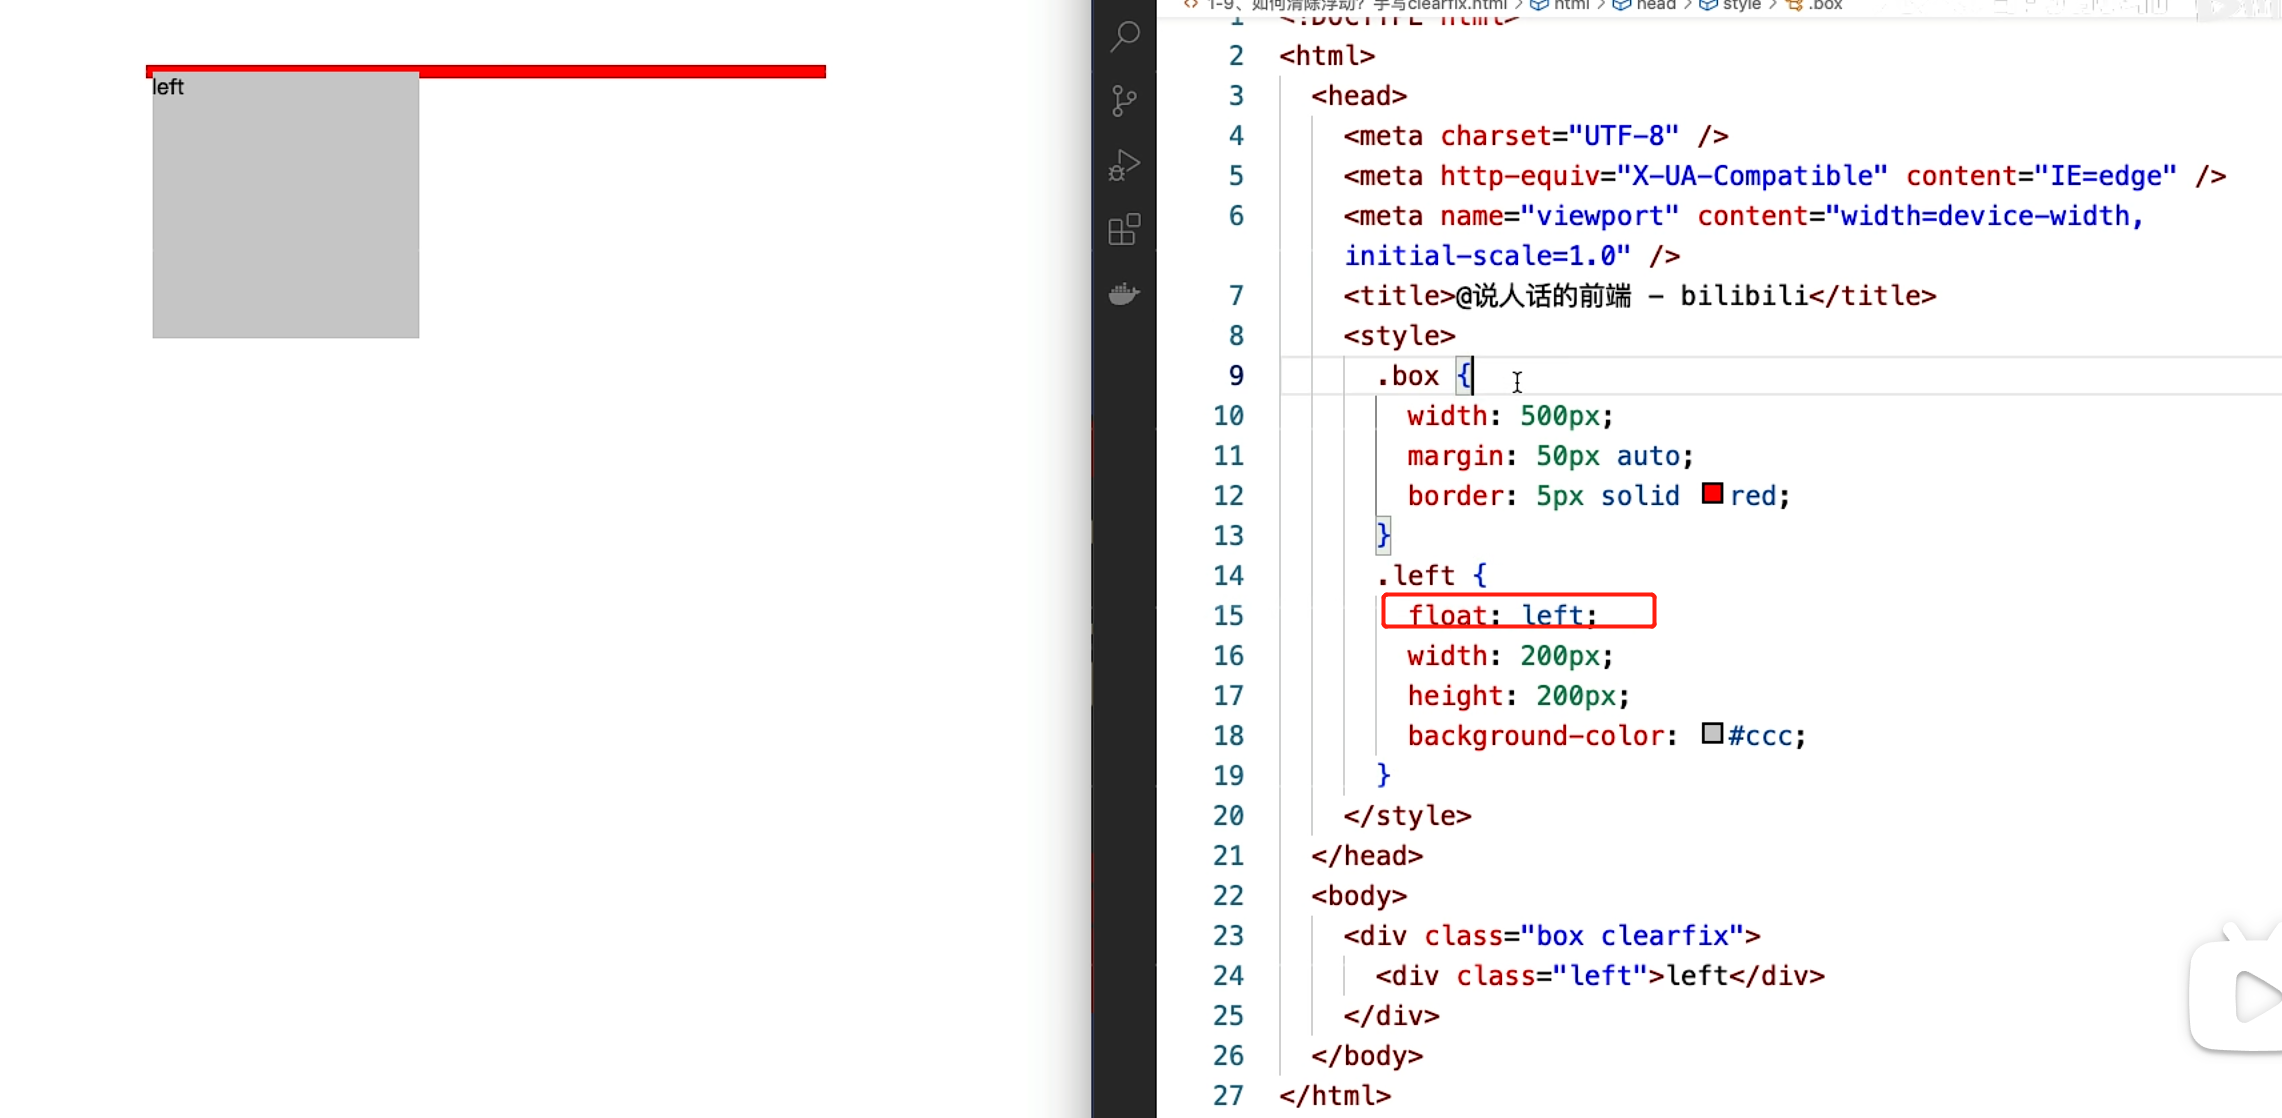 left
1-9、如何清除浮动？手写clearfix.html > html > head > style > .box
1 <!DOCTYPE html>
2 <html>
3 <head>
4 <meta charset="UTF-8" />
5 <meta http-equiv="X-UA-Compatible" content="IE=edge" />
6 <meta name="viewport" content="width=device-width,
initial-scale=1.0" />
7 <title>@说人话的前端 - bilibili</title>
8 <style>
9 .box {
10 width: 500px;
11 margin: 50px auto;
12 border: 5px solid red;
13 }
14 .left {
15 float: left;
16 width: 200px;
17 height: 200px;
18 background-color: #ccc;
19 }
20 </style>
21 </head>
22 <body>
23 <div class="box clearfix">
24 <div class="left">left</div>
25 </div>
26 </body>
27 </html>